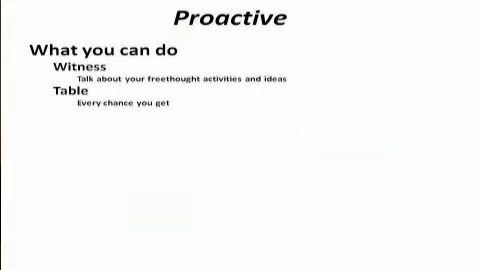 Proactive
What you can do
Witness
Talk about your freethought activities and ideas
Table
Every chance you get